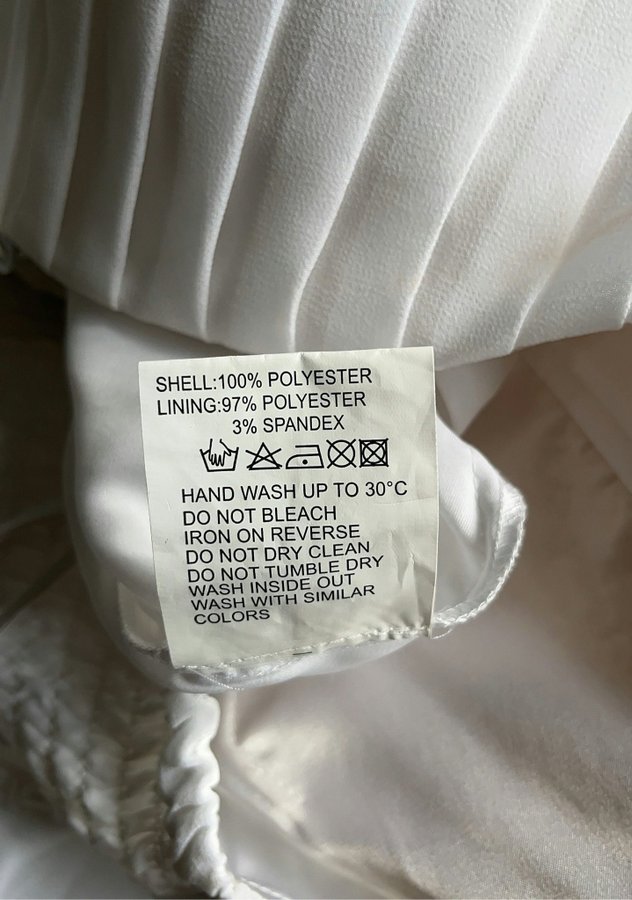 SHELL:100% POLYESTER
LINING:97% POLYESTER
3% SPANDEX
HAND WASH UP TO 30°C
DO NOT BLEACH
IRON ON REVERSE
DO NOT DRY CLEAN
DO NOT TUMBLE DRY
WASH INSIDE OUT
WASH WITH SIMILAR
COLORS